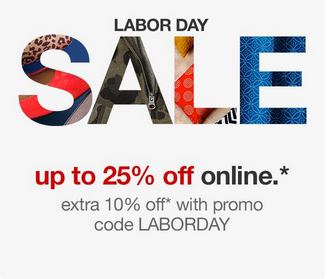 LABOR DAY
SALE
up to 25% off online.*
extra 10% off* with promo
code LABORDAY